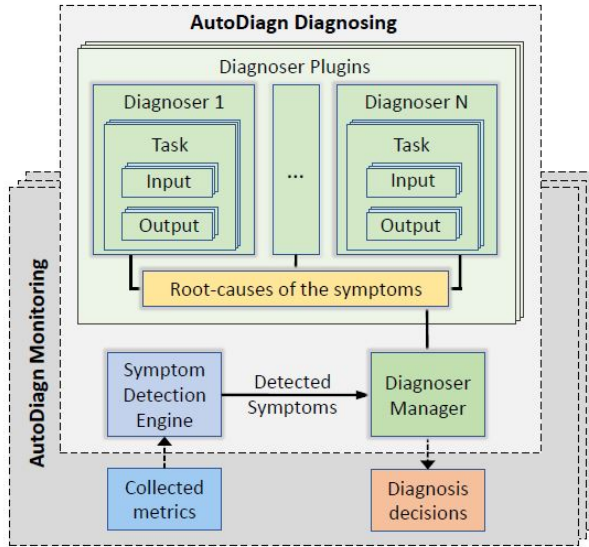 AutoDiagn Diagnosing
Diagnoser Plugins
Diagnoser 1
Task
Input
Output
...
Diagnoser N
Task
Input
Output
Root-causes of the symptoms
AutoDiagn Monitoring
Symptom
Detection
Engine
Detected
Symptoms
Diagnoser
Manager
Collected
metrics
Diagnosis
decisions